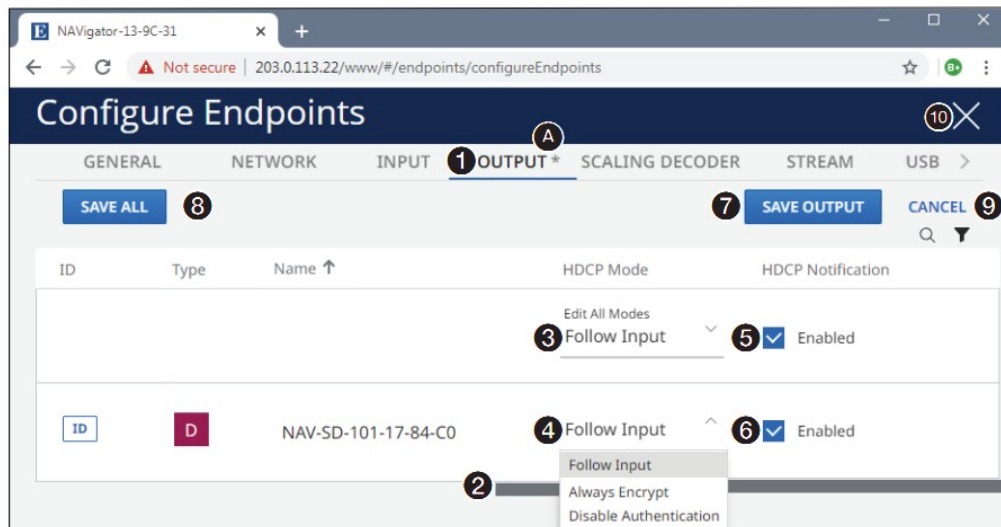 E NAVigator-13-9C-31 × +
Not secure | 203.0.113.22/www/#/endpoints/configureEndpoints B+
Configure Endpoints 10
A
GENERAL NETWORK INPUT 1 OUTPUT * SCALING DECODER STREAM USB >
SAVE ALL 8 7 SAVE OUTPUT CANCEL 9
ID Type Name ↑ HDCP Mode HDCP Notification
Edit All Modes
3 Follow Input 5 Enabled
ID D NAV-SD-101-17-84-C0 4 Follow Input 6 Enabled
Follow Input
2
Always Encrypt
Disable Authentication